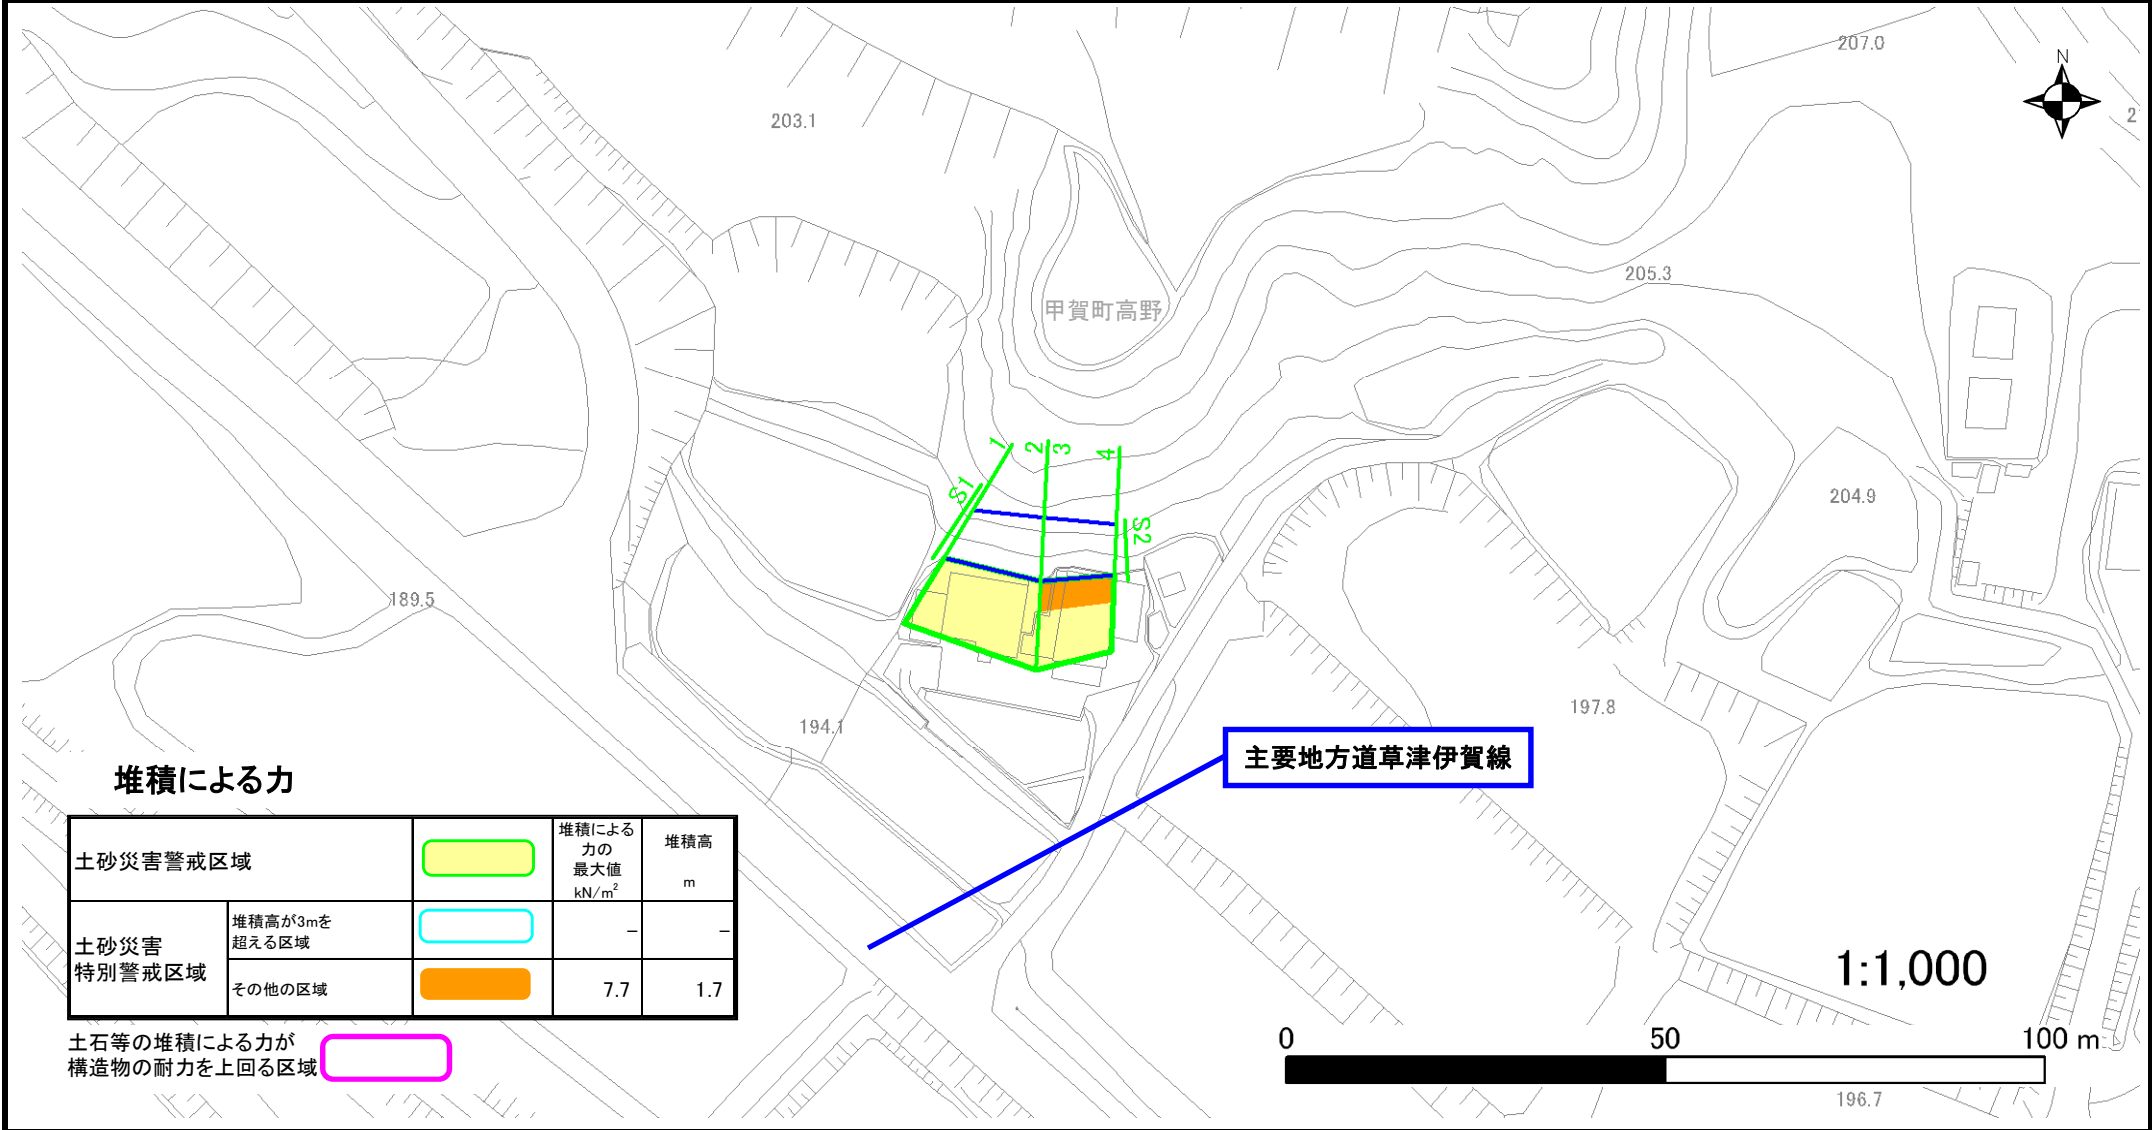 207.0
N
2
203.1
205.3
甲賀町高野
1
2
3
4
S1
S2
204.9
189.5
194.1
197.8
主要地方道草津伊賀線
堆積による力
土砂災害警戒区域
堆積による
力の
最大値
kN/m²
堆積高
m
土砂災害
特別警戒区域
堆積高が3mを
超える区域
−
−
その他の区域
7.7
1.7
土石等の堆積による力が
構造物の耐力を上回る区域
1:1,000
0
50
100 m
196.7